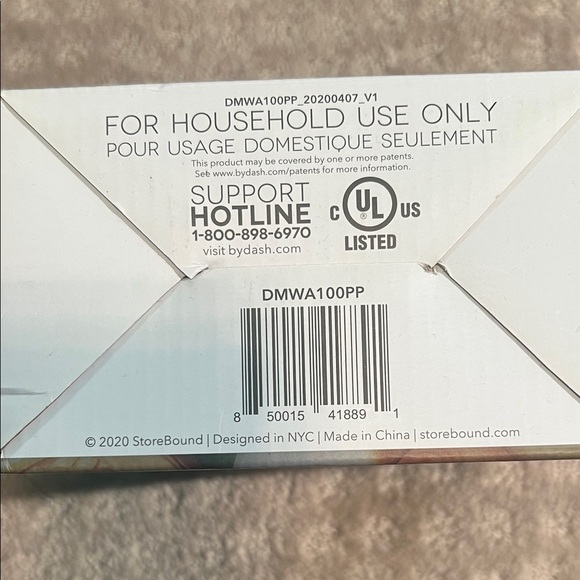 DMWA100PP_20200407_V1
FOR HOUSEHOLD USE ONLY
POUR USAGE DOMESTIQUE SEULEMENT
This product may be covered by one or more patents.
See www.bydash.com/patents for more information.
SUPPORT
HOTLINE
1-800-898-6970
visit bydash.com
C UL ® US
LISTED
DMWA100PP
8 50015 41889 1
© 2020 StoreBound | Designed in NYC | Made in China | storebound.com